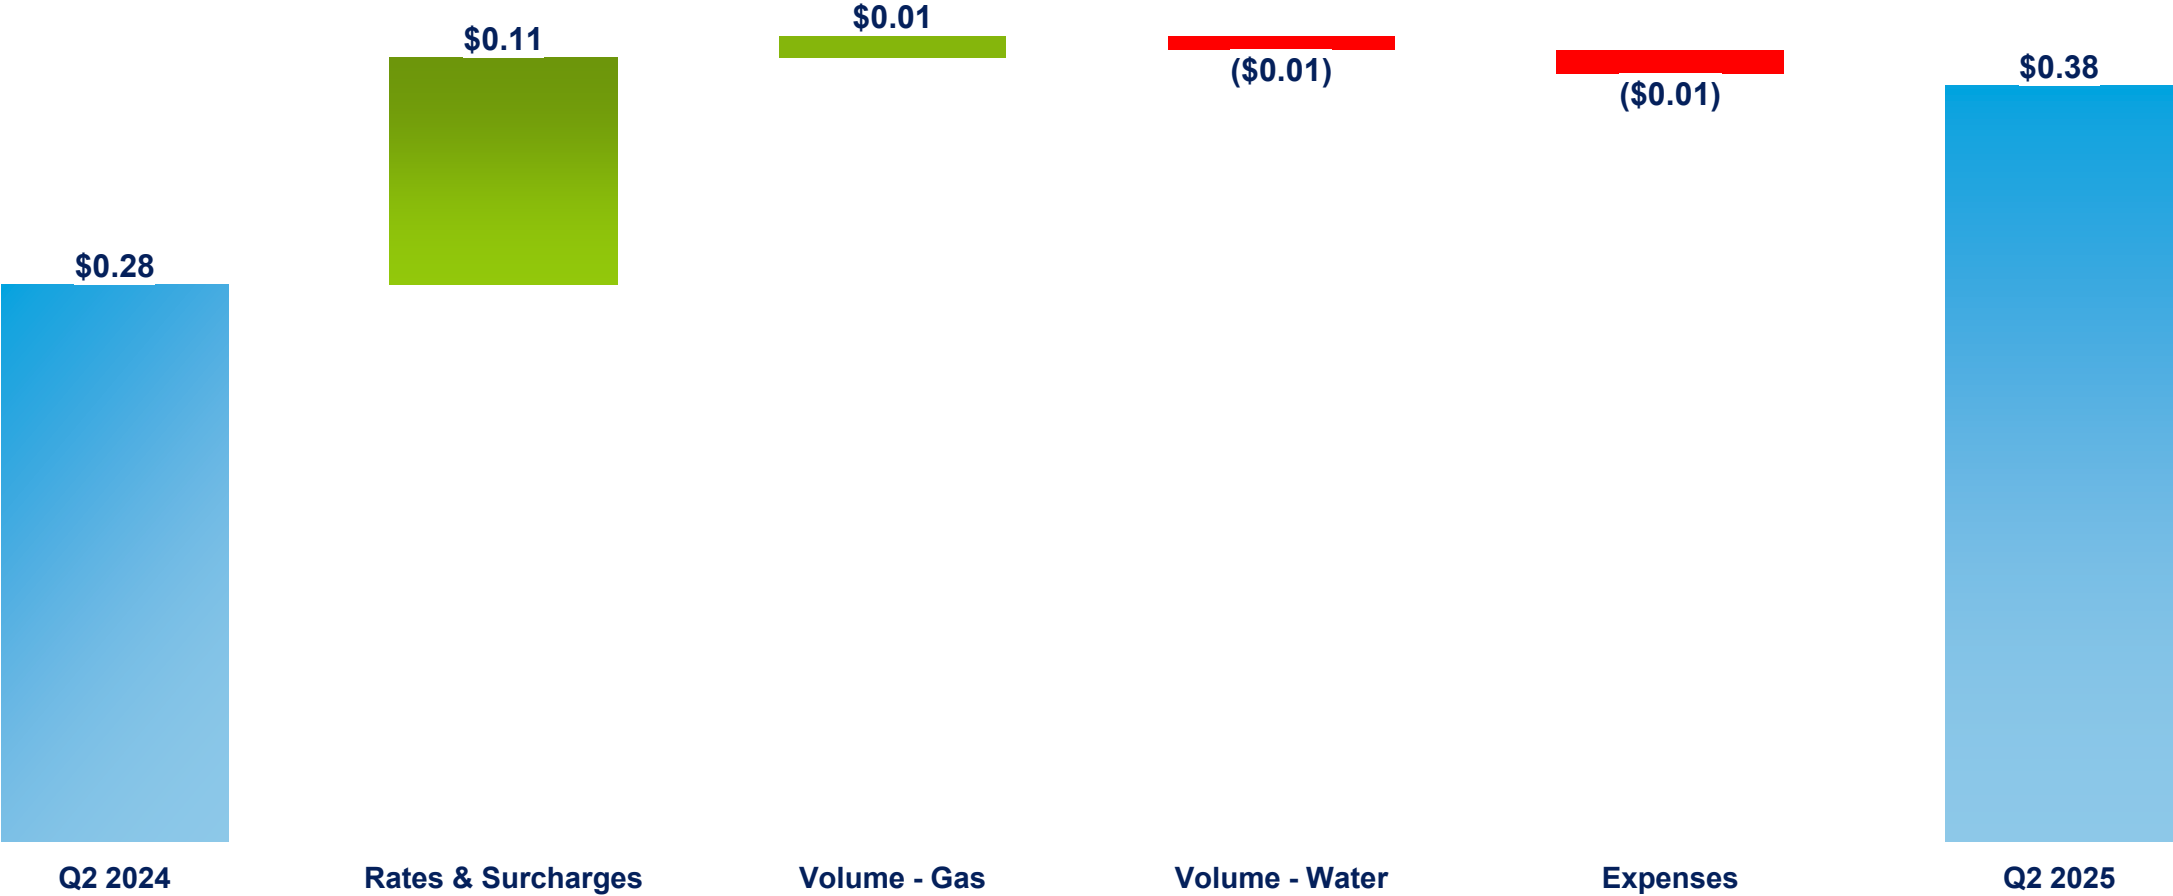 $0.28
$0.11
$0.01
($0.01)
($0.01)
$0.38
Q2 2024
Rates & Surcharges
Volume - Gas
Volume - Water
Expenses
Q2 2025